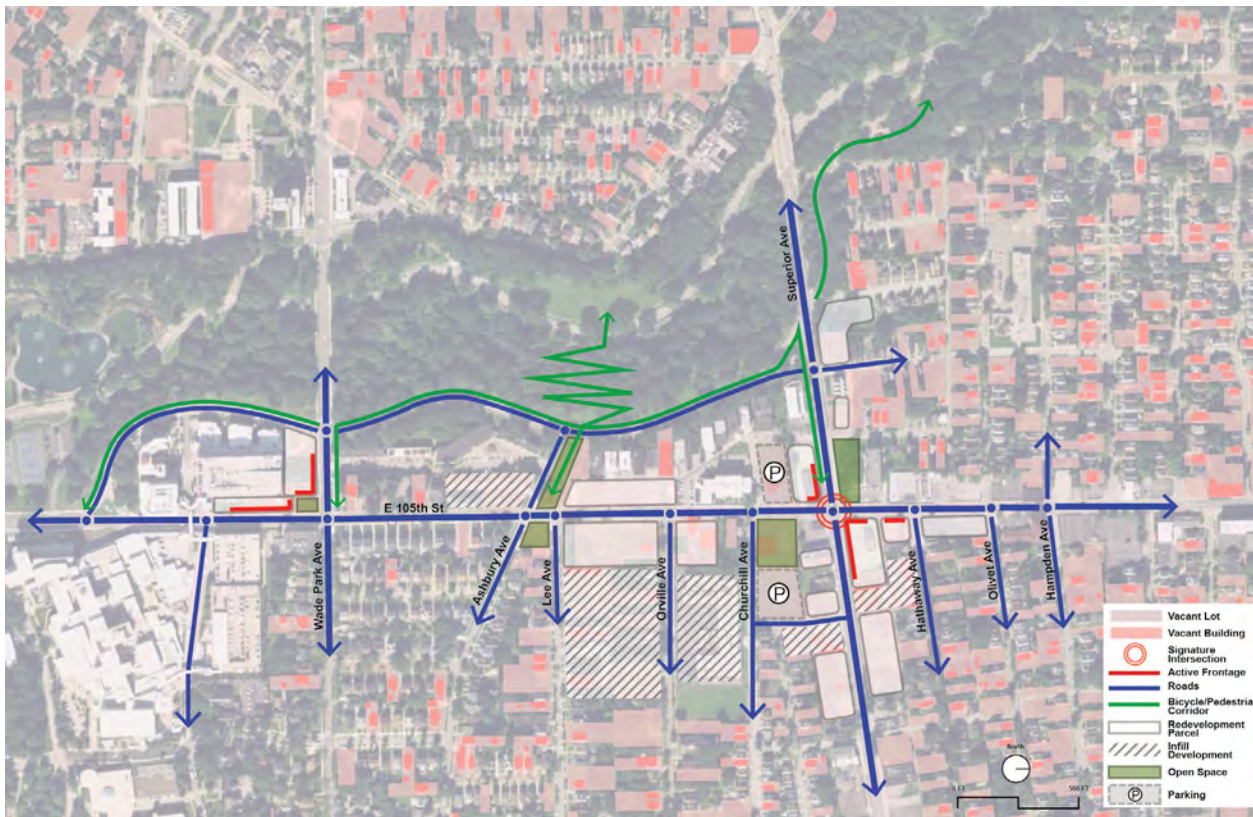 Superior Ave
E 105th St
Wade Park Ave
Ashbury Ave
Lee Ave
Orville Ave
Churchill Ave
Hathaway Ave
Olivet Ave
Hampden Ave
P
P
Vacant Lot
Vacant Building
Signature
Intersection
Active Frontage
Roads
Bicycle/Pedestria
Corridor
Redevelopment
Parcel
Infill
Development
Open Space
P
Parking
North
500 FT